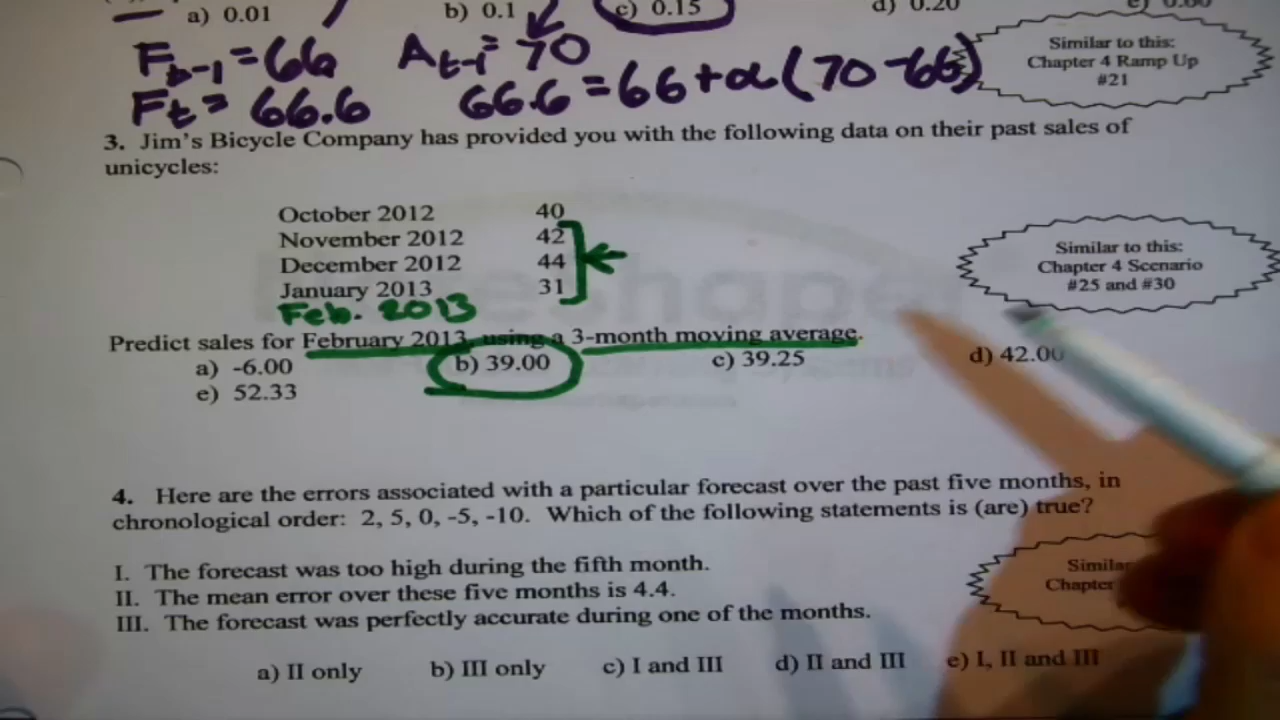 a) 0.01 b) 0.1 c) 0.15 d) 0.20
F t-1 = 66 A t-1 = 70
Ft = 66.6 66.6 = 66 + α (70 - 66)
Similar to this:
Chapter 4 Ramp Up
#21
3. Jim's Bicycle Company has provided you with the following data on their past sales of
unicycles:
October 2012 40
November 2012 42
December 2012 44
January 2013 31
Feb. 2013
Similar to this:
Chapter 4 Scenario
#25 and #30
Predict sales for February 2013, using a 3-month moving average.
a) -6.00 b) 39.00 c) 39.25 d) 42.00
e) 52.33
4. Here are the errors associated with a particular forecast over the past five months, in
chronological order: 2, 5, 0, -5, -10. Which of the following statements is (are) true?
I. The forecast was too high during the fifth month.
II. The mean error over these five months is 4.4.
III. The forecast was perfectly accurate during one of the months.
Chapter
a) II only b) III only c) I and III d) II and III e) I, II and III